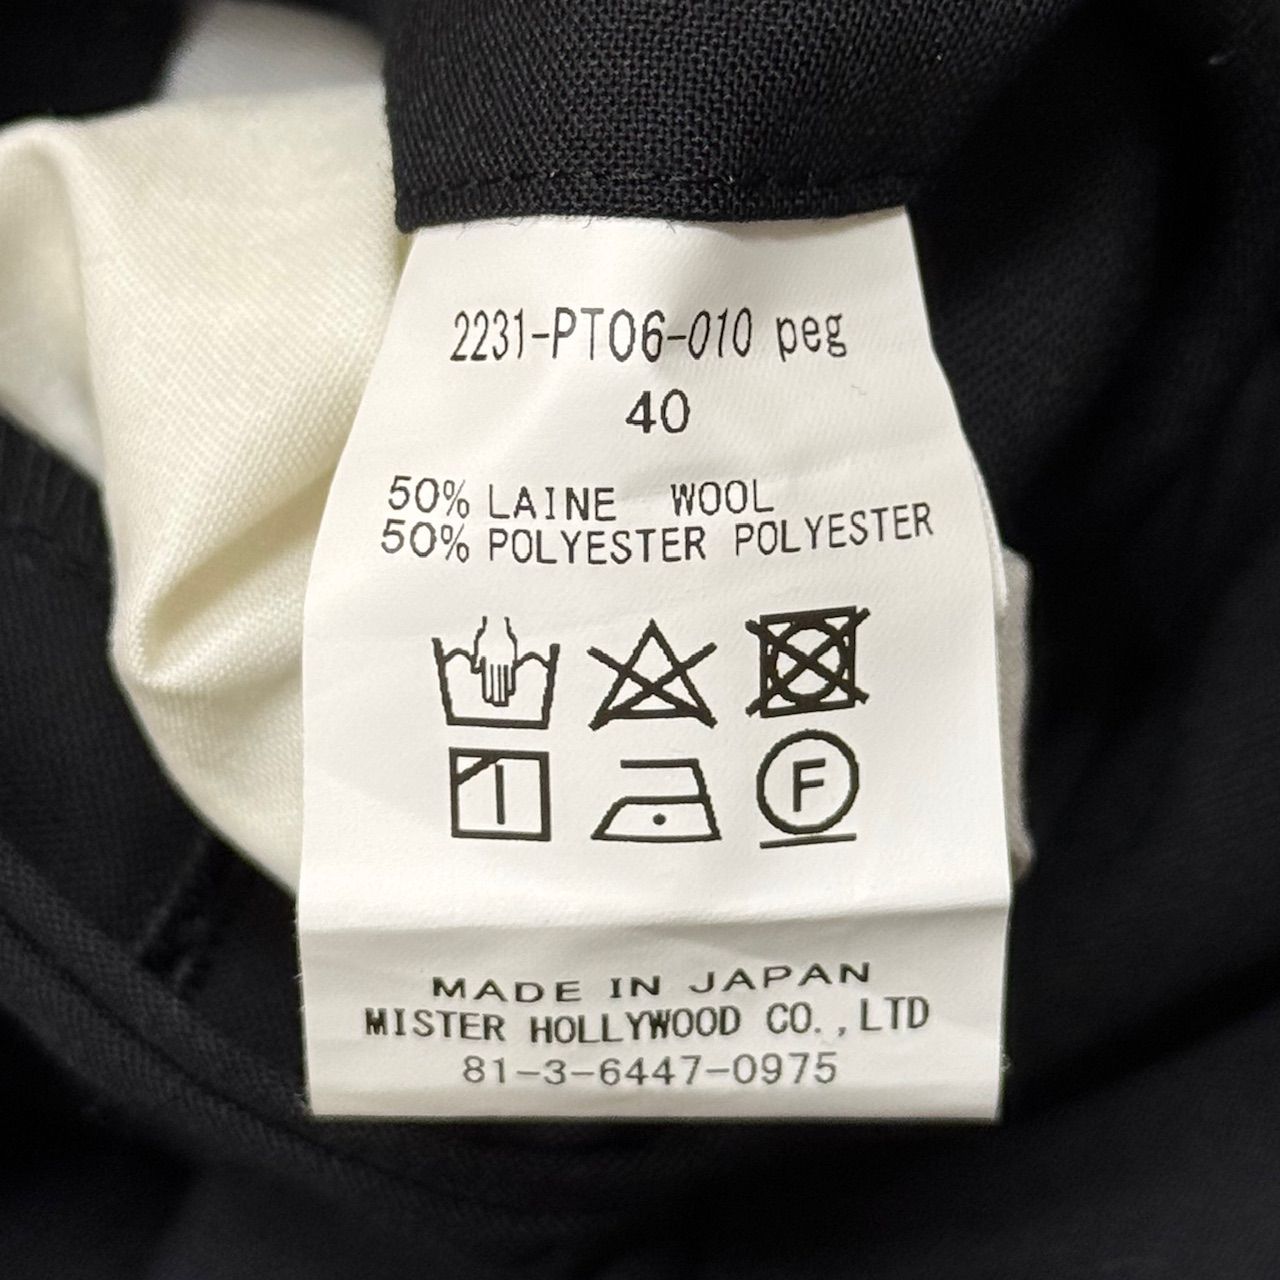 2231-PT06-010 peg
40
50% LAINE WOOL
50% POLYESTER POLYESTER
F
MADE IN JAPAN
MISTER HOLLYWOOD CO.,LTD
81-3-6447-0975